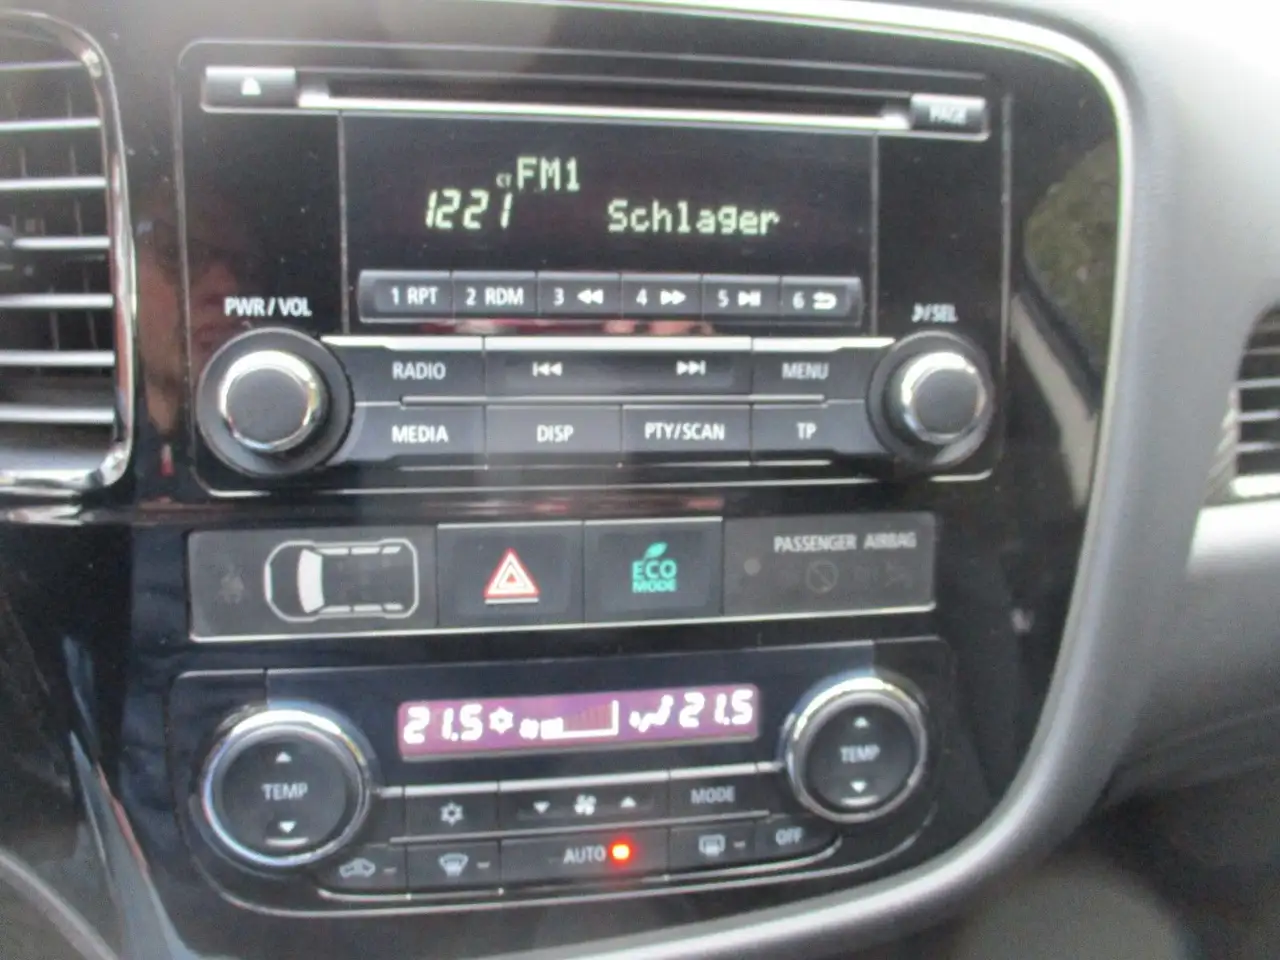 PAGE
CT FM1
1221 Schlager
PWR/VOL
1 RPT 2 RDM 3 4 5 6
♪/SEL
RADIO MENU
MEDIA DISP PTY/SCAN TP
ECO
MODE
PASSENGER AIRBAG
21.5 21.5
TEMP
TEMP
MODE
AUTO OFF